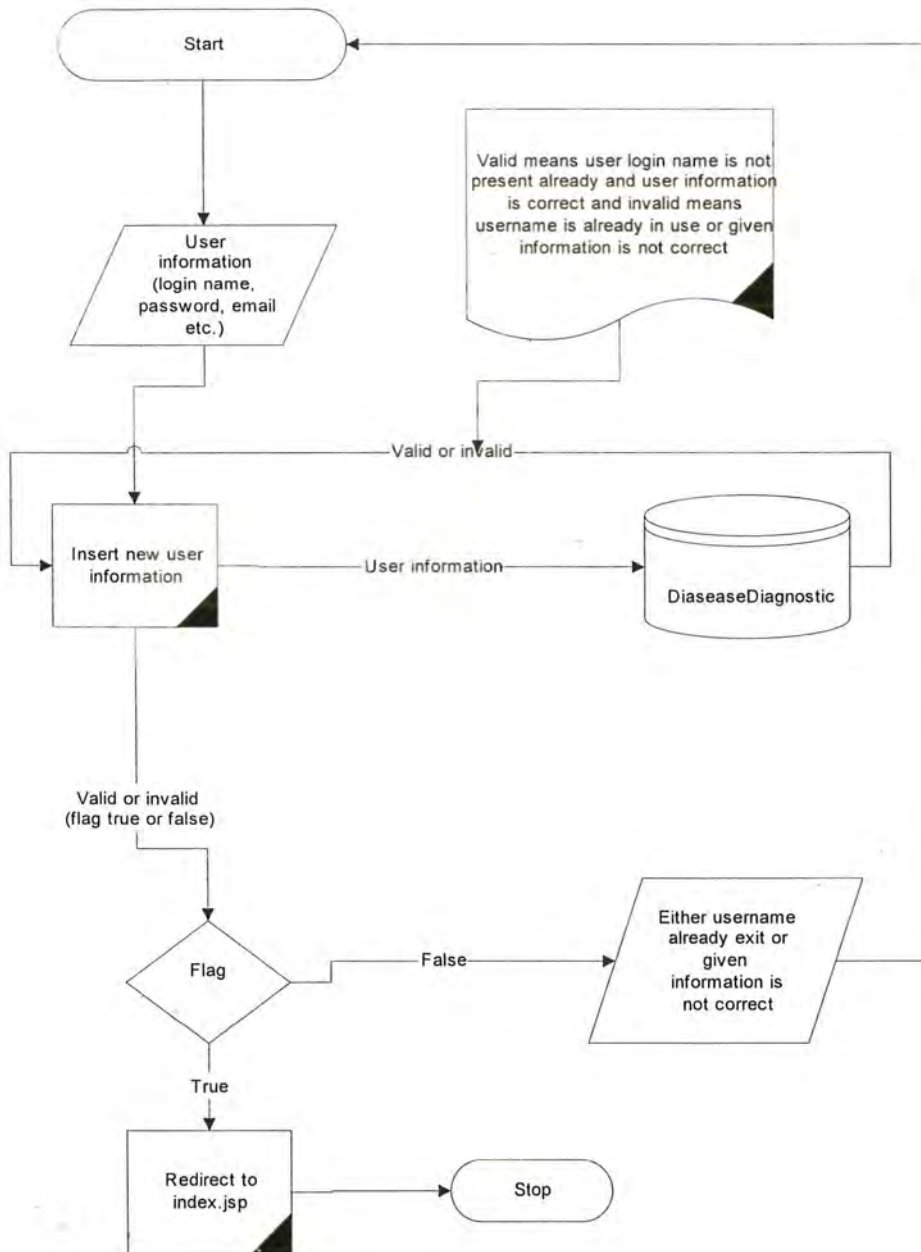 Start
Valid means user login name is not
present already and user information
is correct and invalid means
username is already in use or given
information is not correct
User
information
(login name,
password, email
etc.)
Valid or invalid
Insert new user
information
User information
DiaseaseDiagnostic
Valid or invalid
(flag true or false)
Flag
False
Either username
already exit or
given
information is
not correct
True
Redirect to
index.jsp
Stop